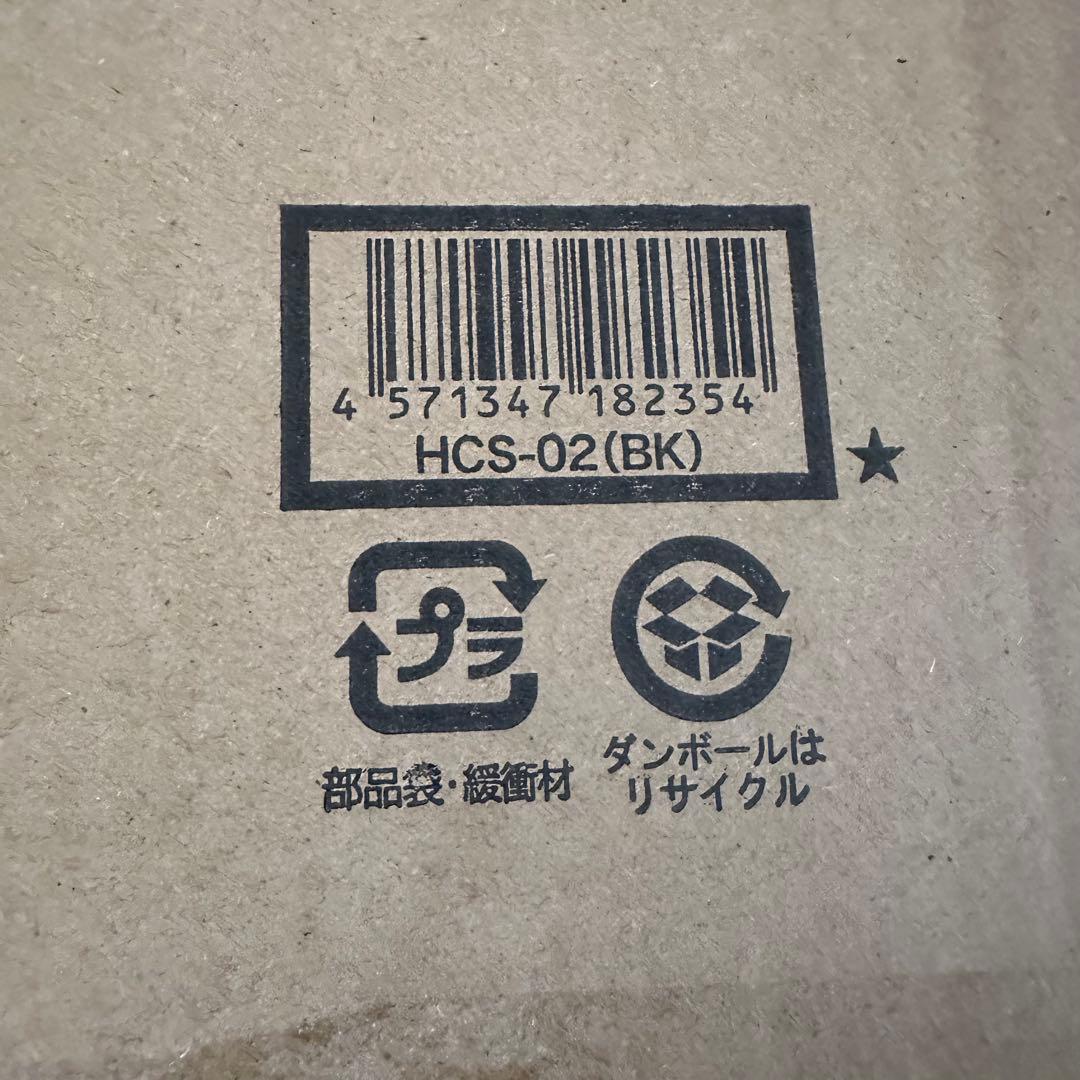 4 571347 182354
HCS-02(BK)
プラ
部品袋・緩衝材
ダンボールは
リサイクル